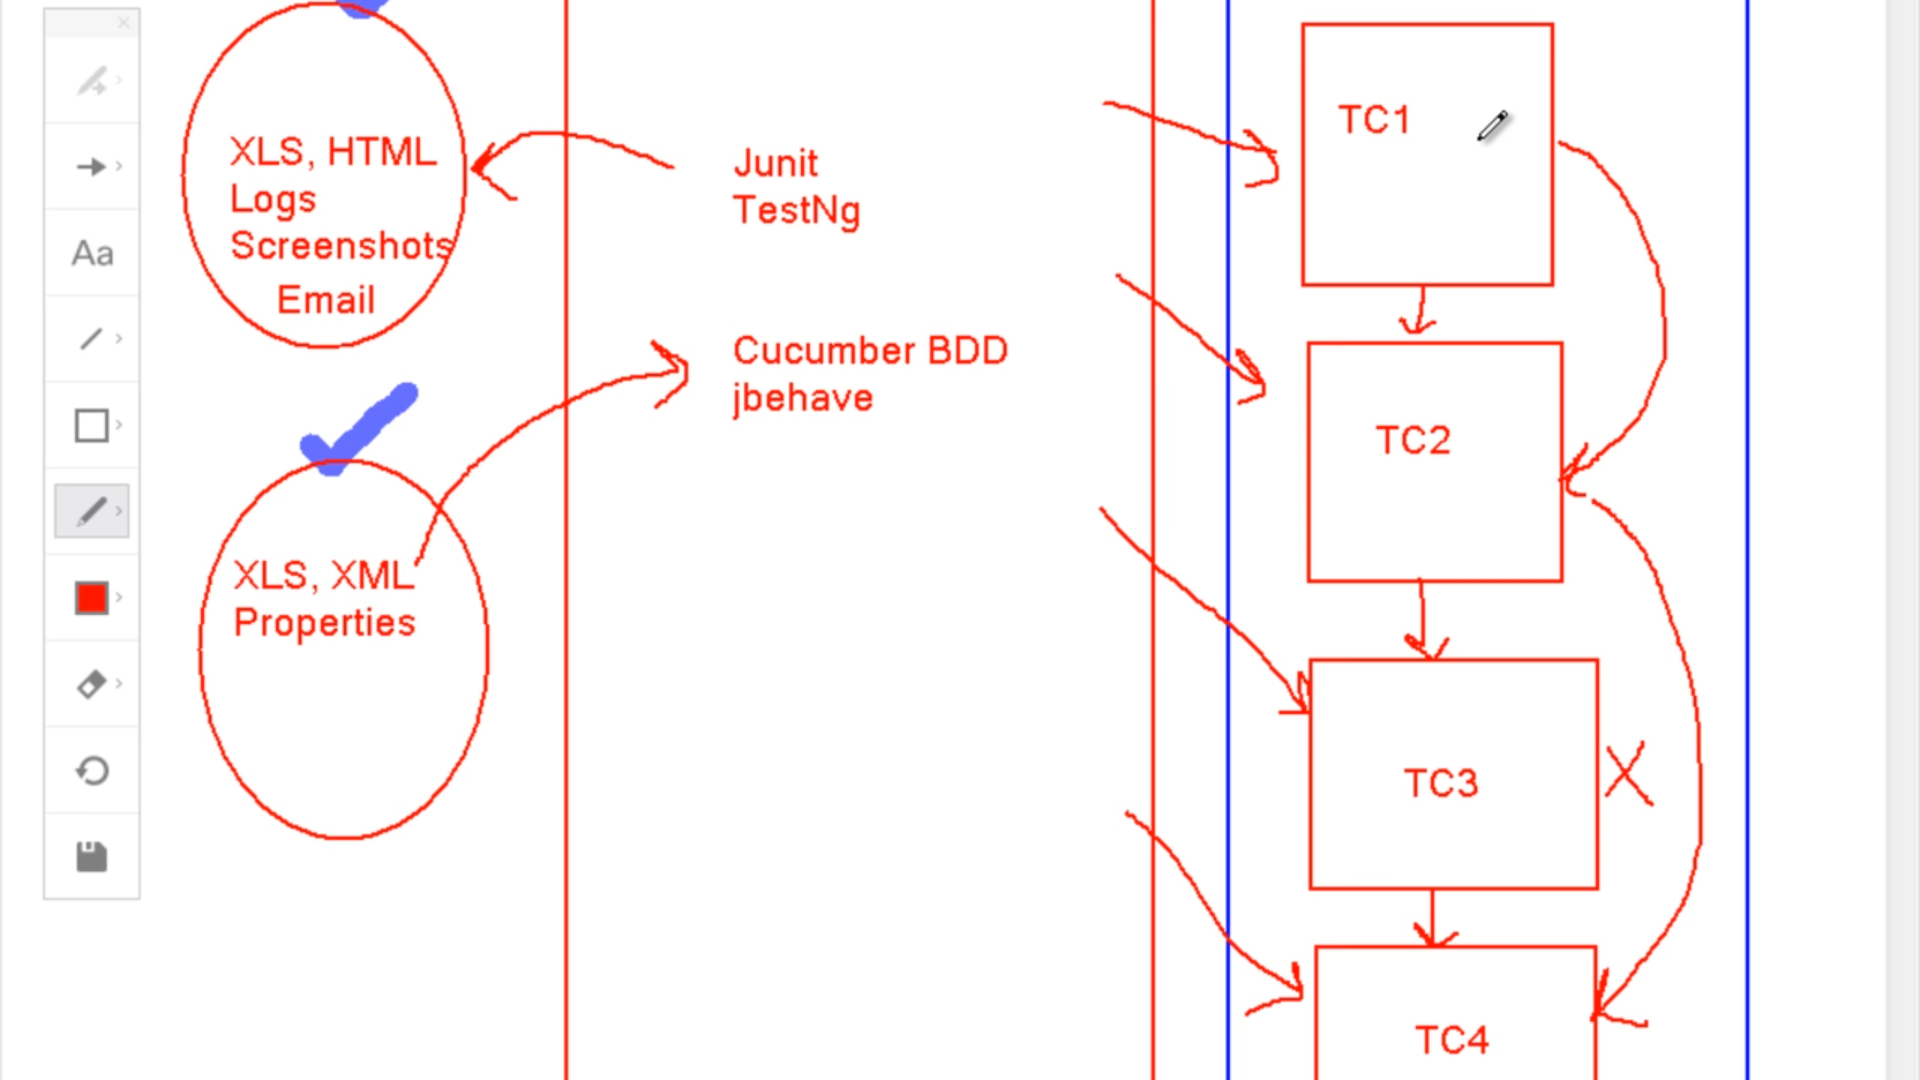 XLS, HTML
Logs
Screenshots
Email
Junit
TestNg
Cucumber BDD
jbehave
XLS, XML
Properties
TC1
TC2
TC3
X
TC4
Aa